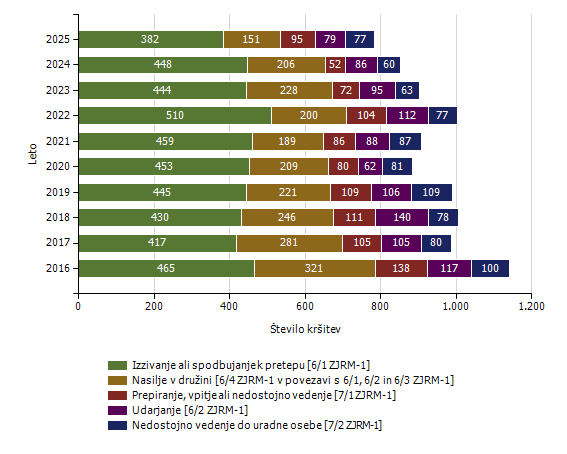 2025 382 151 95 79 77
2024 448 206 52 86 60
2023 444 228 72 95 63
2022 510 200 104 112 77
2021 459 189 86 88 87
2020 453 209 80 62 81
2019 445 221 109 106 109
2018 430 246 111 140 78
2017 417 281 105 105 80
2016 465 321 138 117 100
Leto
0 200 400 600 800 1.000 1.200
Število kršitev
Izzivanje ali spodbujanje k pretepu [6/1 ZJRM-1]
Nasilje v družini [6/4 ZJRM-1 v povezavi s 6/1, 6/2 in 6/3 ZJRM-1]
Prepiranje, vpitje ali nedostojno vedenje [7/1 ZJRM-1]
Udarjanje [6/2 ZJRM-1]
Nedostojno vedenje do uradne osebe [7/2 ZJRM-1]